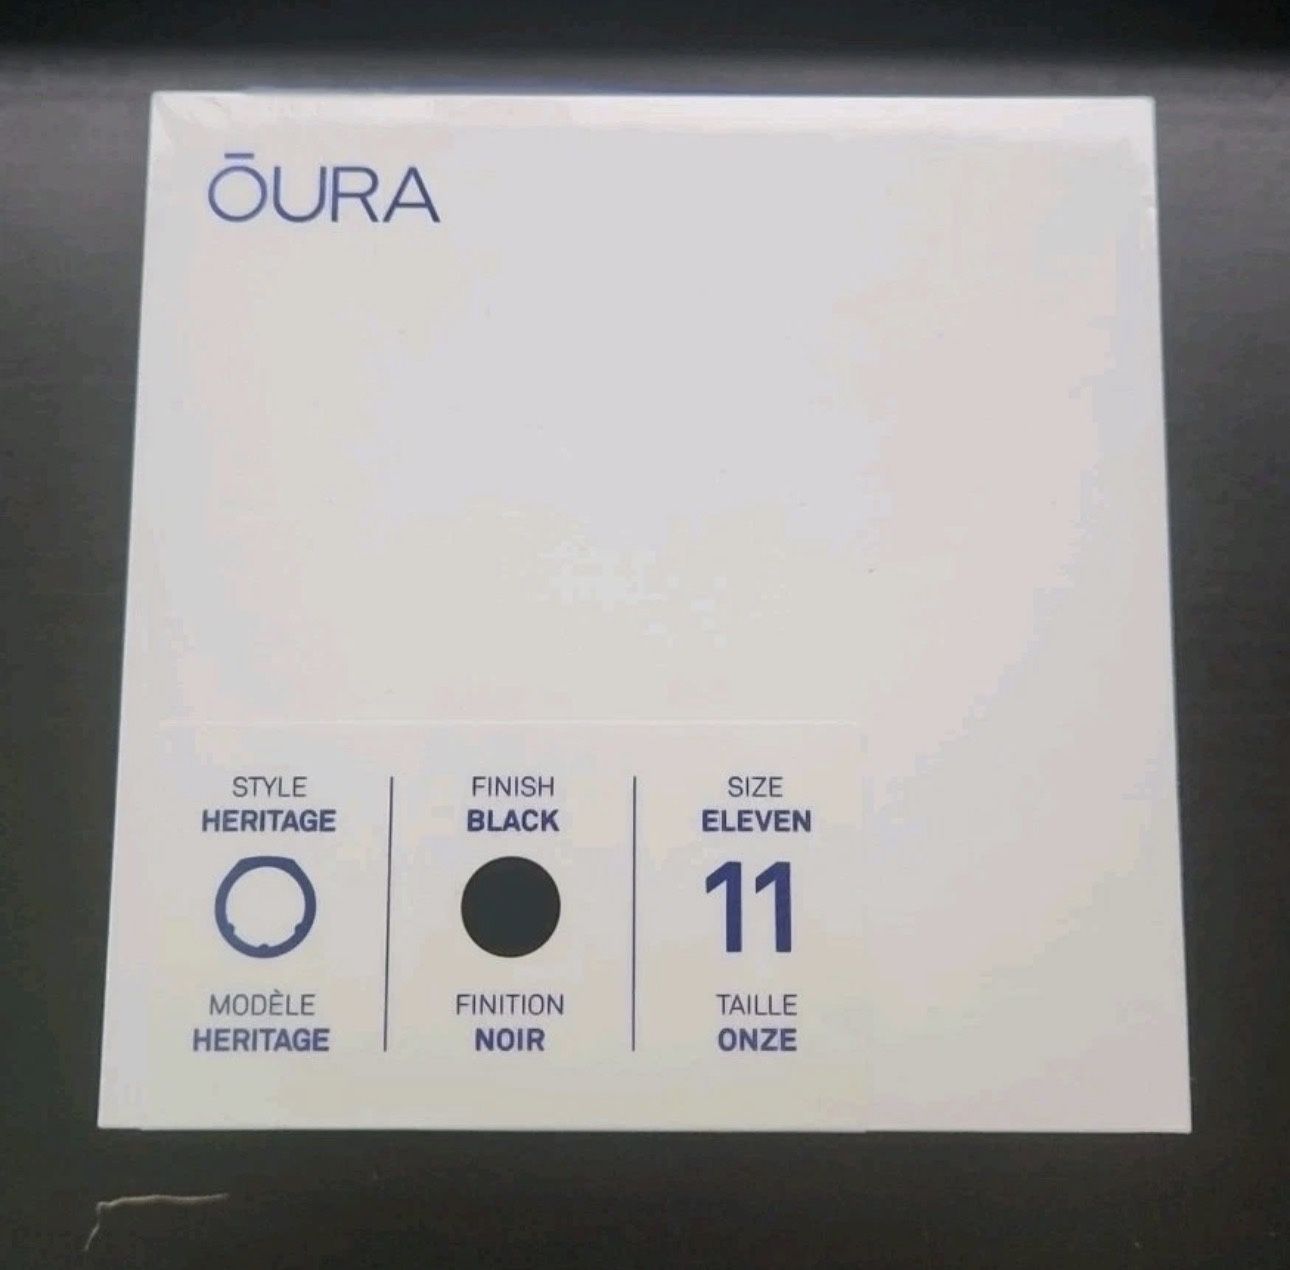 ŌURA
STYLE
HERITAGE
MODÈLE
HERITAGE
FINISH
BLACK
FINITION
NOIR
SIZE
ELEVEN
11
TAILLE
ONZE